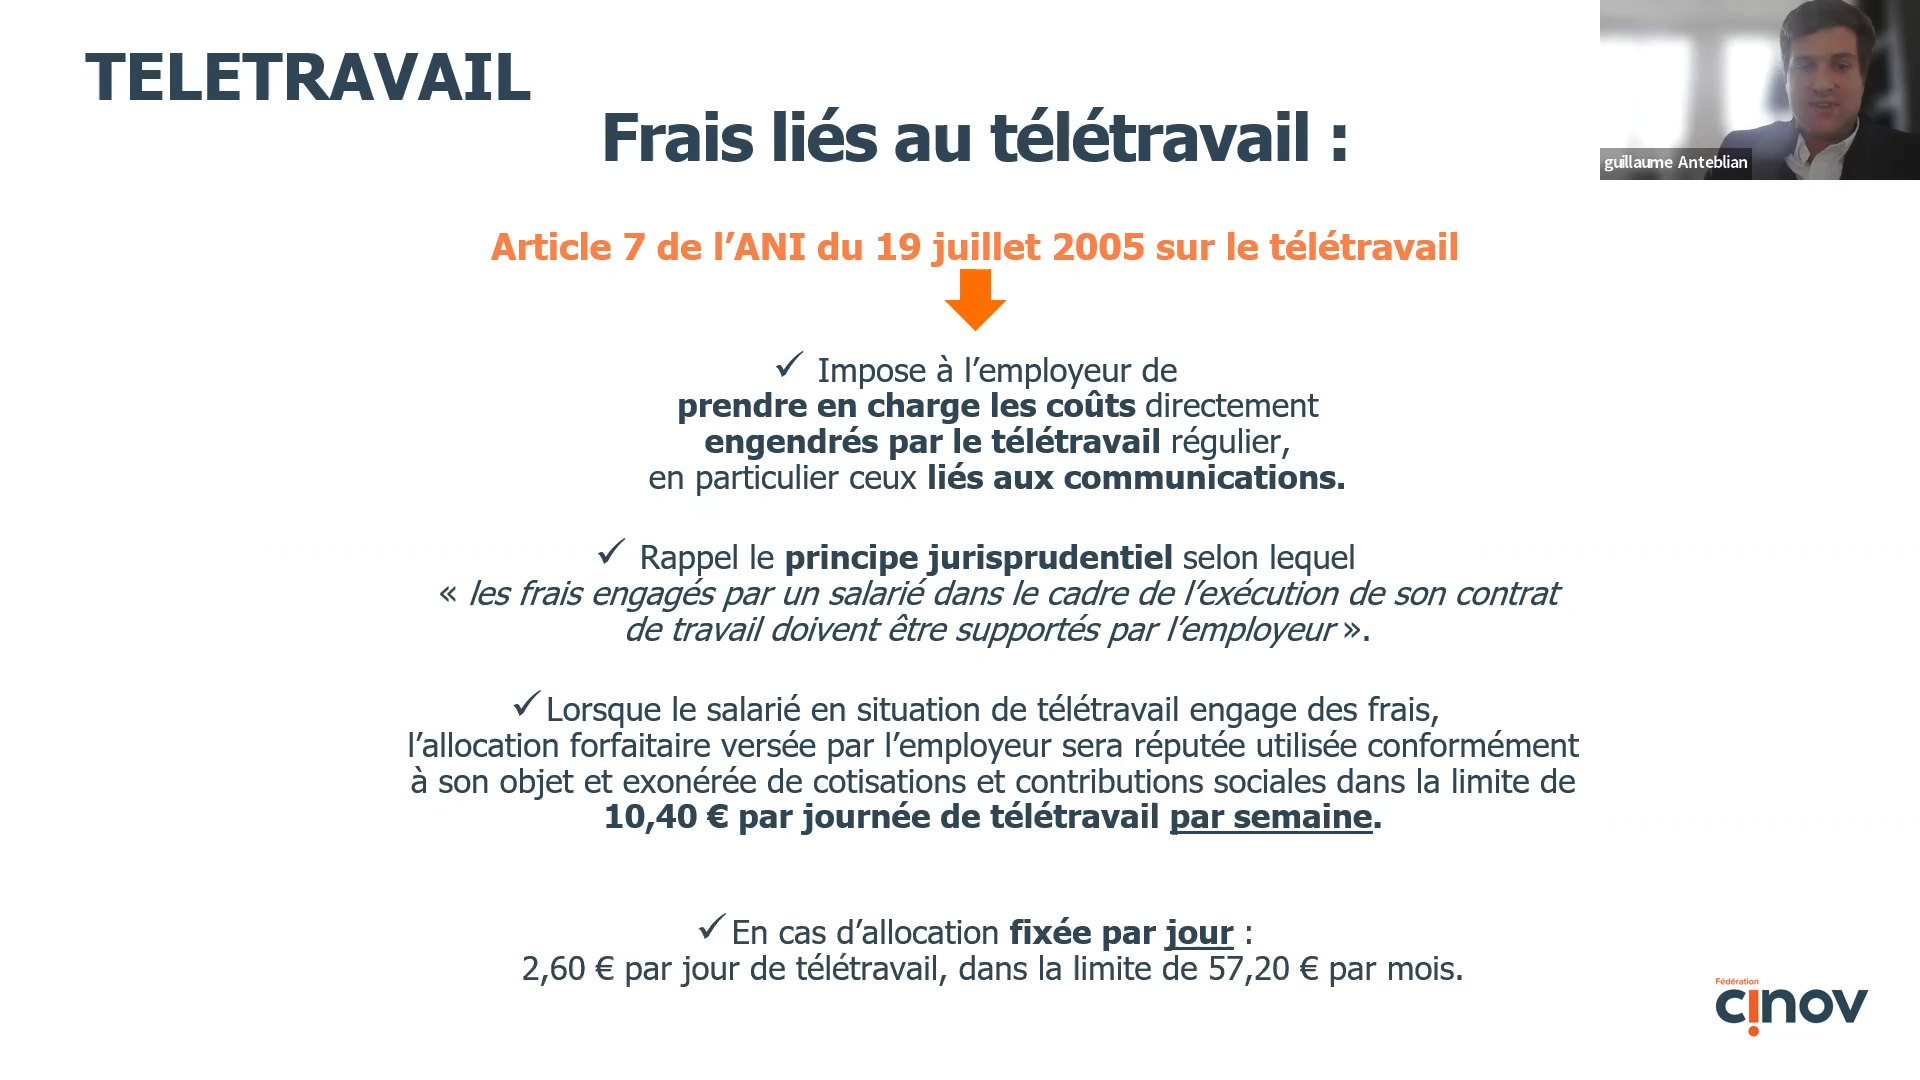 TELETRAVAIL
Frais liés au télétravail :
guillaume Anteblian
Article 7 de l’ANI du 19 juillet 2005 sur le télétravail
✓ Impose à l’employeur de
prendre en charge les coûts directement
engendrés par le télétravail régulier,
en particulier ceux liés aux communications.
✓ Rappel le principe jurisprudentiel selon lequel
« les frais engagés par un salarié dans le cadre de l’exécution de son contrat
de travail doivent être supportés par l’employeur ».
✓ Lorsque le salarié en situation de télétravail engage des frais,
l’allocation forfaitaire versée par l’employeur sera réputée utilisée conformément
à son objet et exonérée de cotisations et contributions sociales dans la limite de
10,40 € par journée de télétravail par semaine.
✓ En cas d’allocation fixée par jour :
2,60 € par jour de télétravail, dans la limite de 57,20 € par mois.
Fédération
cinov